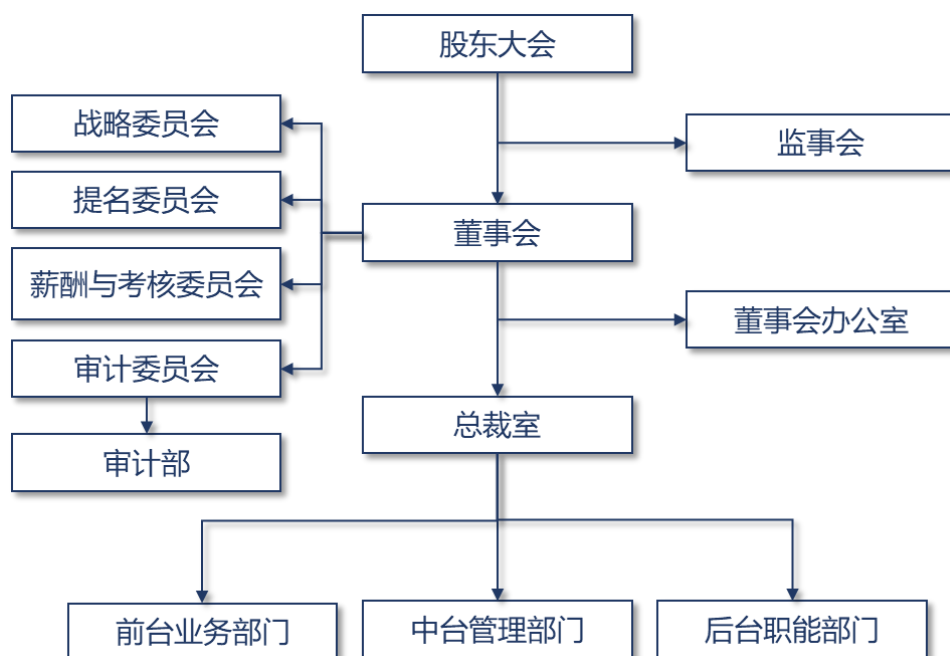 股东大会
战略委员会
监事会
提名委员会
董事会
薪酬与考核委员会
董事会办公室
审计委员会
总裁室
审计部
前台业务部门
中台管理部门
后台职能部门